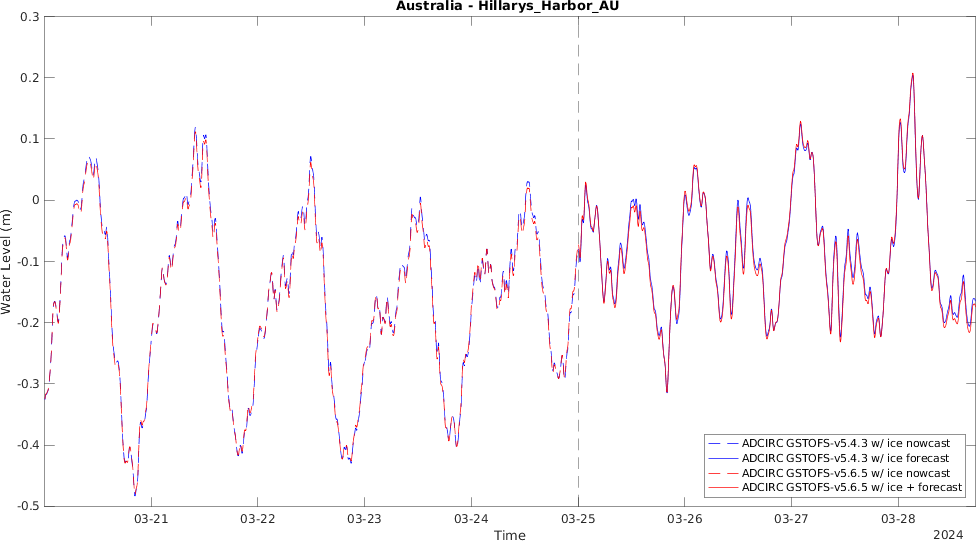 Australia - Hillarys_Harbor_AU
0.3
0.2
0.1
0
-0.1
-0.2
-0.3
-0.4
-0.5
Water Level (m)
ADCIRC GSTOFS-v5.4.3 w/ ice nowcast
ADCIRC GSTOFS-v5.4.3 w/ ice forecast
ADCIRC GSTOFS-v5.6.5 w/ ice nowcast
ADCIRC GSTOFS-v5.6.5 w/ ice + forecast
03-21 03-22 03-23 03-24 03-25 03-26 03-27 03-28
Time
2024